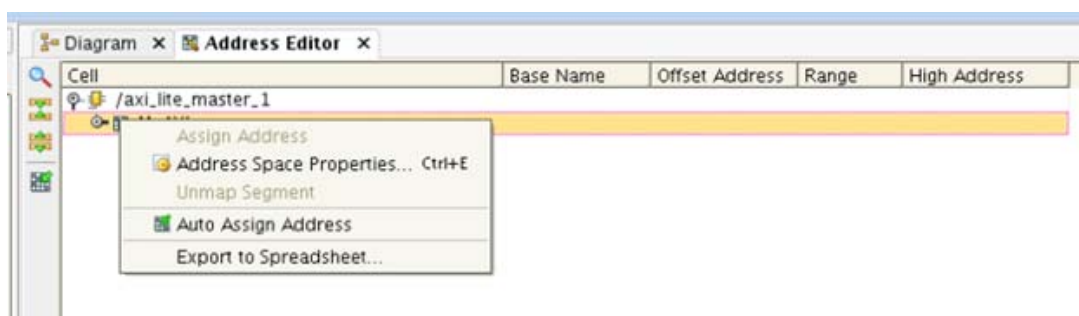 Diagram × Address Editor ×
Cell Base Name Offset Address Range High Address
/axi_lite_master_1
Assign Address
Address Space Properties... Ctrl+E
Unmap Segment
Auto Assign Address
Export to Spreadsheet...